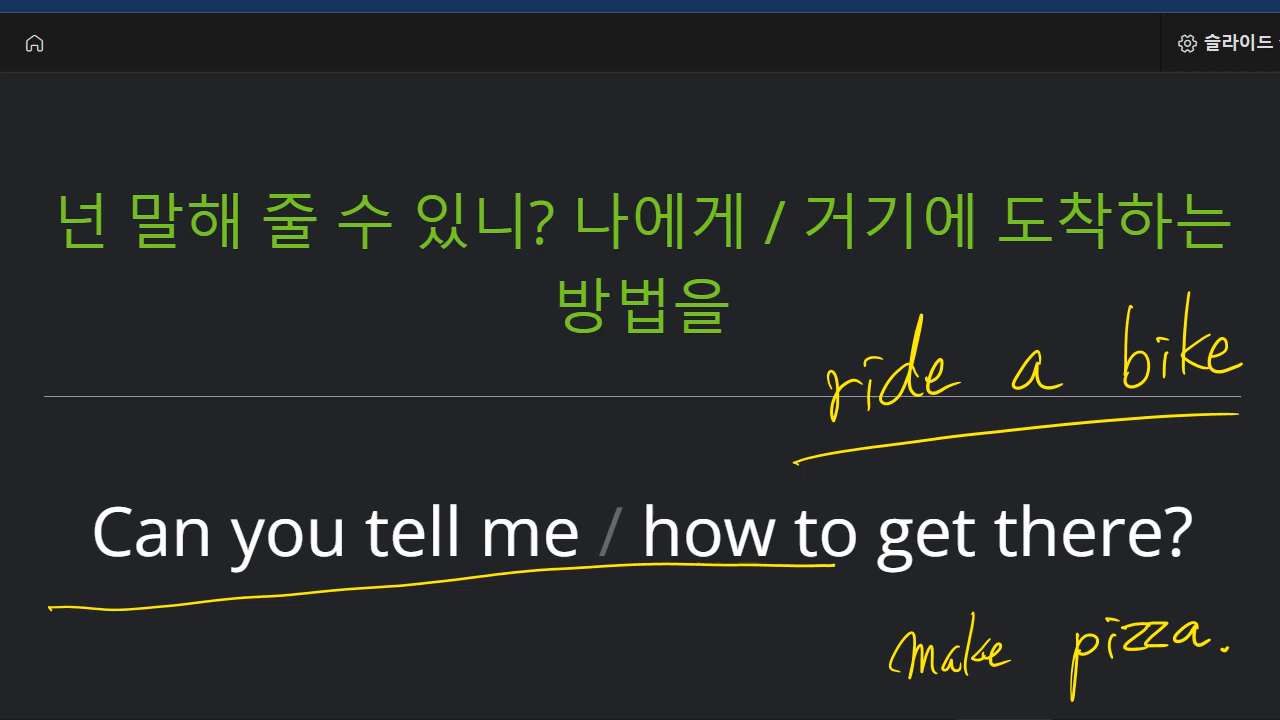 슬라이드
넌 말해 줄 수 있니? 나에게 / 거기에 도착하는
방법을
ride a bike
Can you tell me / how to get there?
make pizza.